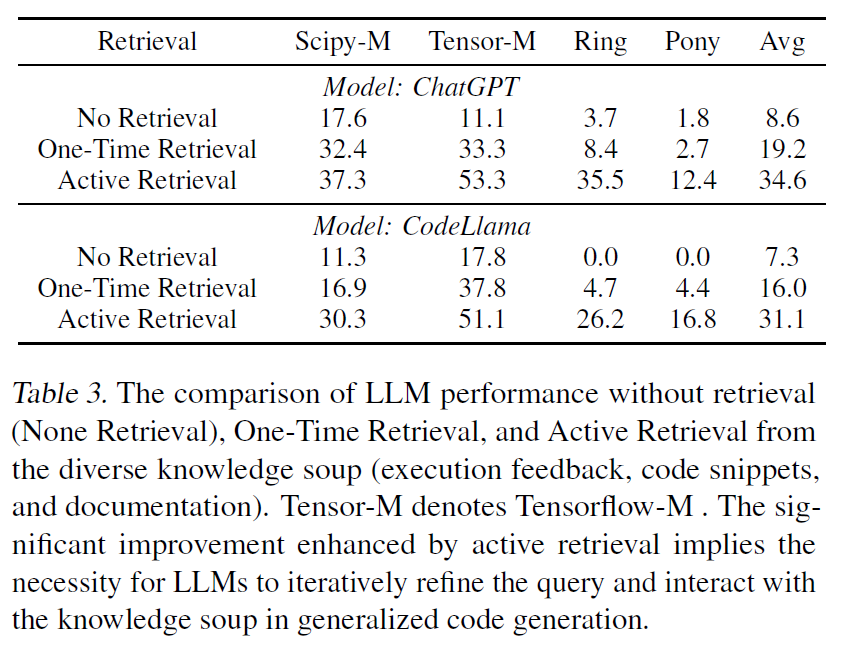 Retrieval Scipy-M Tensor-M Ring Pony Avg
Model: ChatGPT
No Retrieval 17.6 11.1 3.7 1.8 8.6
One-Time Retrieval 32.4 33.3 8.4 2.7 19.2
Active Retrieval 37.3 53.3 35.5 12.4 34.6
Model: CodeLlama
No Retrieval 11.3 17.8 0.0 0.0 7.3
One-Time Retrieval 16.9 37.8 4.7 4.4 16.0
Active Retrieval 30.3 51.1 26.2 16.8 31.1
Table 3. The comparison of LLM performance without retrieval
(None Retrieval), One-Time Retrieval, and Active Retrieval from
the diverse knowledge soup (execution feedback, code snippets,
and documentation). Tensor-M denotes Tensorflow-M . The sig-
nificant improvement enhanced by active retrieval implies the
necessity for LLMs to iteratively refine the query and interact with
the knowledge soup in generalized code generation.